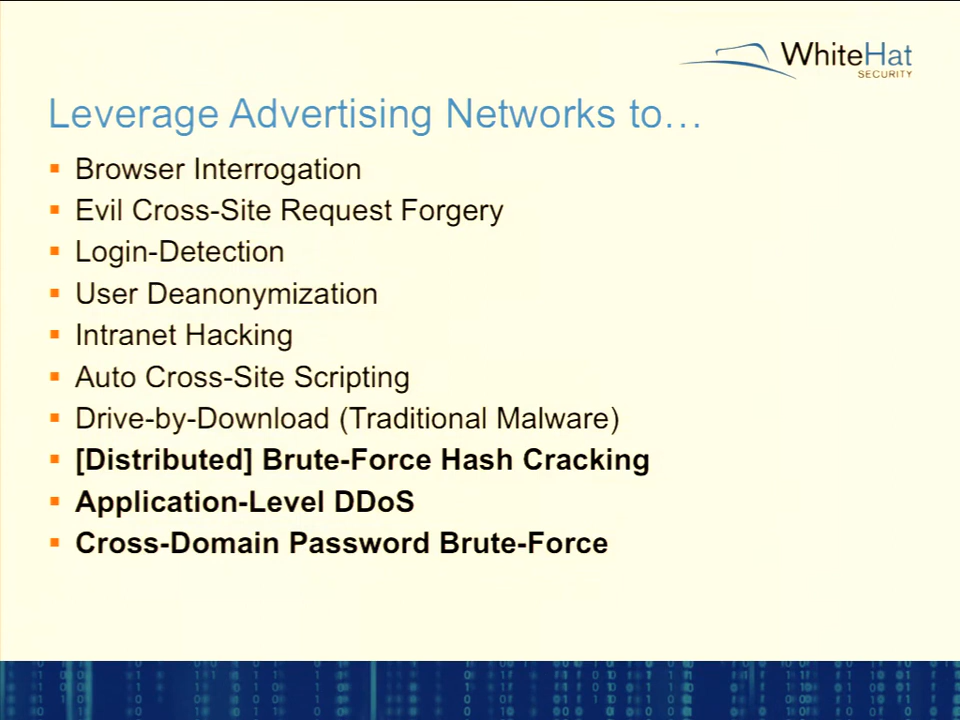 WhiteHat
SECURITY
Leverage Advertising Networks to…
▪ Browser Interrogation
▪ Evil Cross-Site Request Forgery
▪ Login-Detection
▪ User Deanonymization
▪ Intranet Hacking
▪ Auto Cross-Site Scripting
▪ Drive-by-Download (Traditional Malware)
▪ [Distributed] Brute-Force Hash Cracking
▪ Application-Level DDoS
▪ Cross-Domain Password Brute-Force